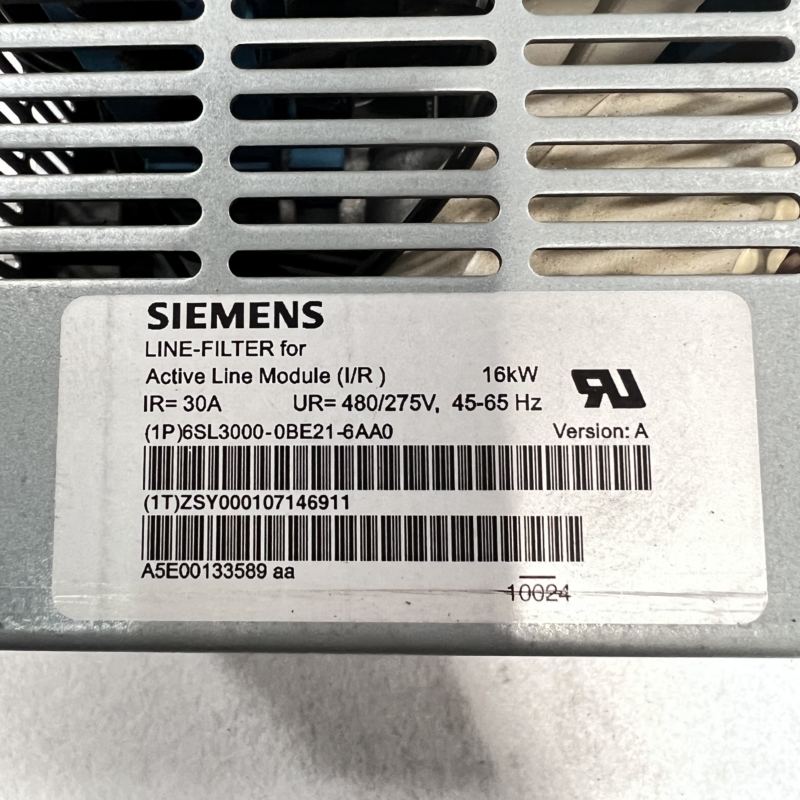 SIEMENS
LINE-FILTER for
Active Line Module (I/R ) 16kW
IR= 30A UR= 480/275V, 45-65 Hz
(1P)6SL3000-0BE21-6AA0 Version: A
(1T)ZSY000107146911
A5E00133589 aa
10024